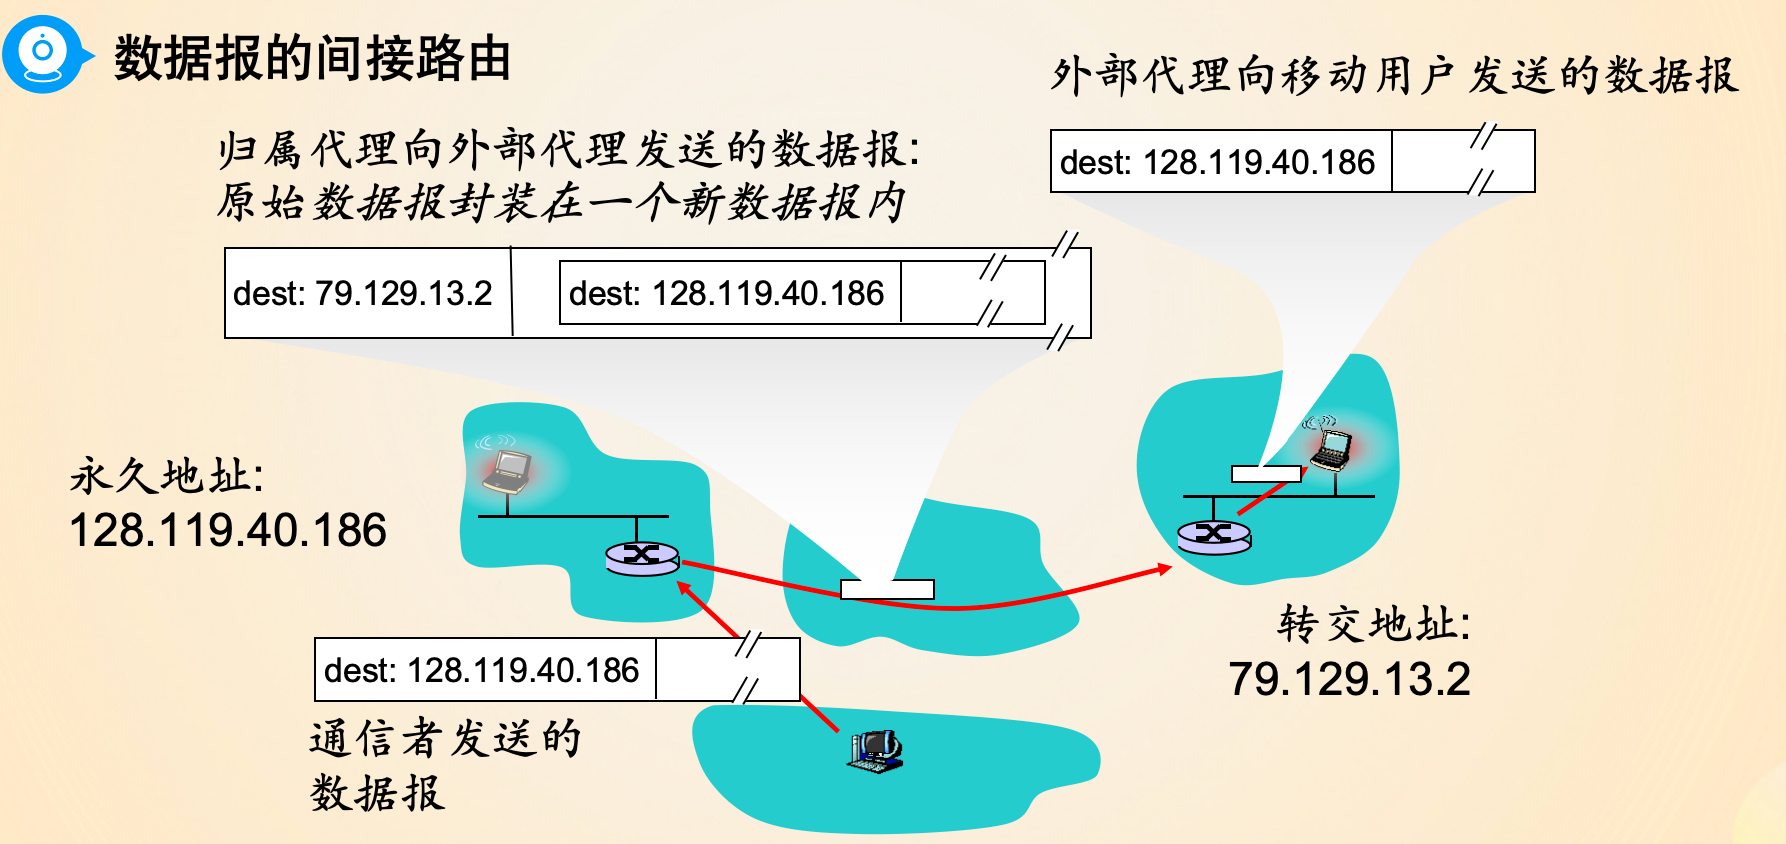 数据报的间接路由
外部代理向移动用户发送的数据报
归属代理向外部代理发送的数据报:
原始数据报封装在一个新数据报内
dest: 128.119.40.186
dest: 79.129.13.2
dest: 128.119.40.186
永久地址:
128.119.40.186
转交地址:
79.129.13.2
dest: 128.119.40.186
通信者发送的
数据报